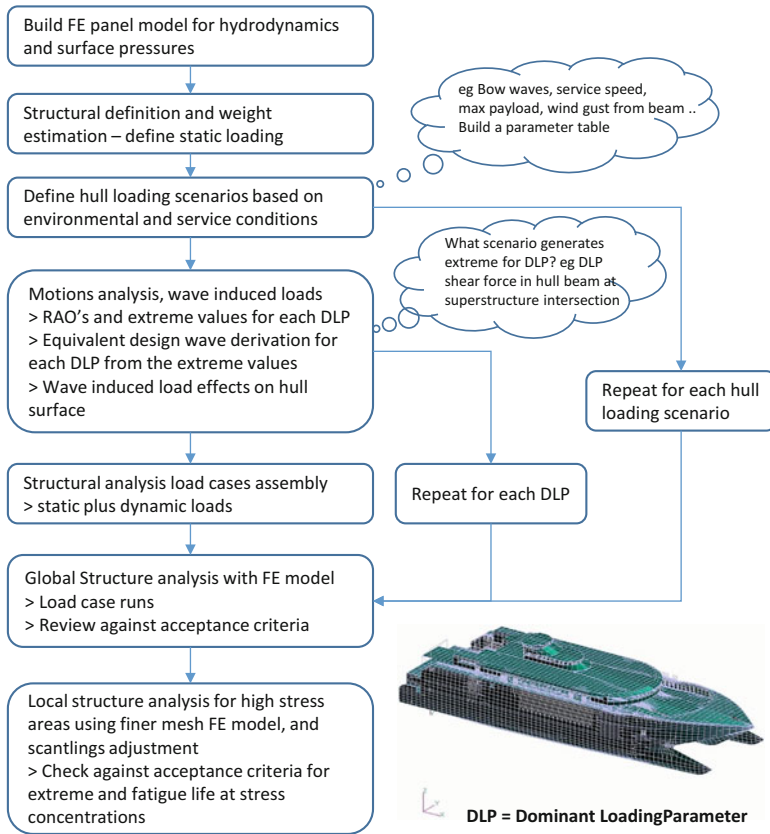 Build FE panel model for hydrodynamics
and surface pressures
Structural definition and weight
estimation – define static loading
eg Bow waves, service speed,
max payload, wind gust from beam ..
Build a parameter table
Define hull loading scenarios based on
environmental and service conditions
What scenario generates
extreme for DLP? eg DLP
shear force in hull beam at
superstructure intersection
Motions analysis, wave induced loads
> RAO's and extreme values for each DLP
> Equivalent design wave derivation for
each DLP from the extreme values
> Wave induced load effects on hull
surface
Repeat for each hull
loading scenario
Structural analysis load cases assembly
> static plus dynamic loads
Repeat for each DLP
Global Structure analysis with FE model
> Load case runs
> Review against acceptance criteria
Local structure analysis for high stress
areas using finer mesh FE model, and
scantlings adjustment
> Check against acceptance criteria for
extreme and fatigue life at stress
concentrations
DLP = Dominant LoadingParameter